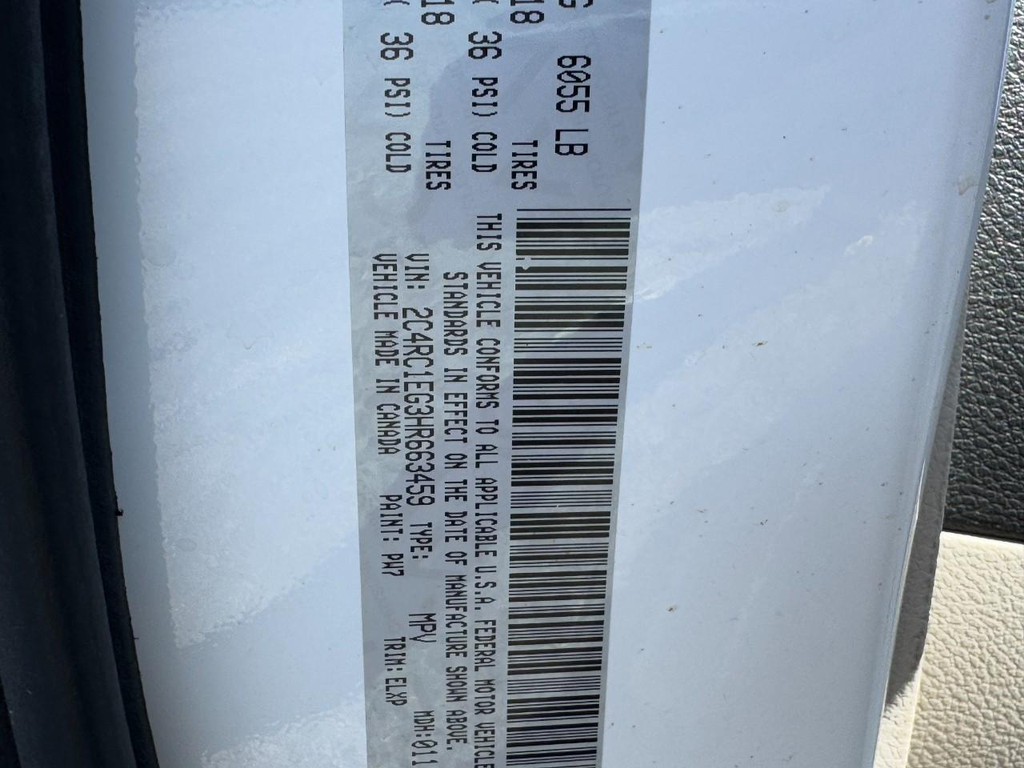 G 6055 LB
18 TIRES
( 36 PSI) COLD
18 TIRES
( 36 PSI) COLD
THIS VEHICLE CONFORMS TO ALL APPLICABLE U.S.A. FEDERAL MOTOR VEHICLE
STANDARDS IN EFFECT ON THE DATE OF MANUFACTURE SHOWN ABOVE.
VIN: 2C4RC1EG3HR663459 TYPE: MPV MDH:011
VEHICLE MADE IN CANADA PAINT: PW7 TRIM:ELXP